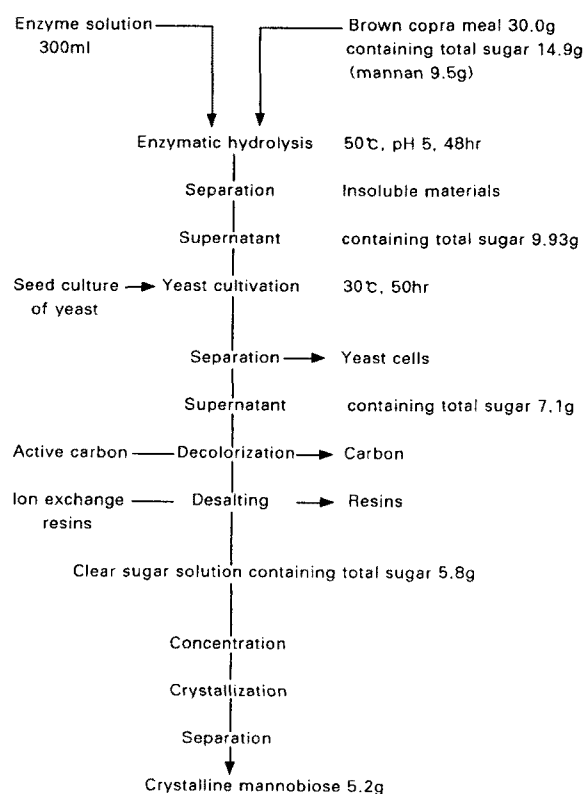 Enzyme solution
300ml
Brown copra meal 30.0g
containing total sugar 14.9g
(mannan 9.5g)
Enzymatic hydrolysis 50℃, pH 5, 48hr
Separation Insoluble materials
Supernatant containing total sugar 9.93g
Seed culture
of yeast
Yeast cultivation 30℃, 50hr
Separation Yeast cells
Supernatant containing total sugar 7.1g
Active carbon Decolorization Carbon
Ion exchange
resins
Desalting Resins
Clear sugar solution containing total sugar 5.8g
Concentration
Crystallization
Separation
Crystalline mannobiose 5.2g